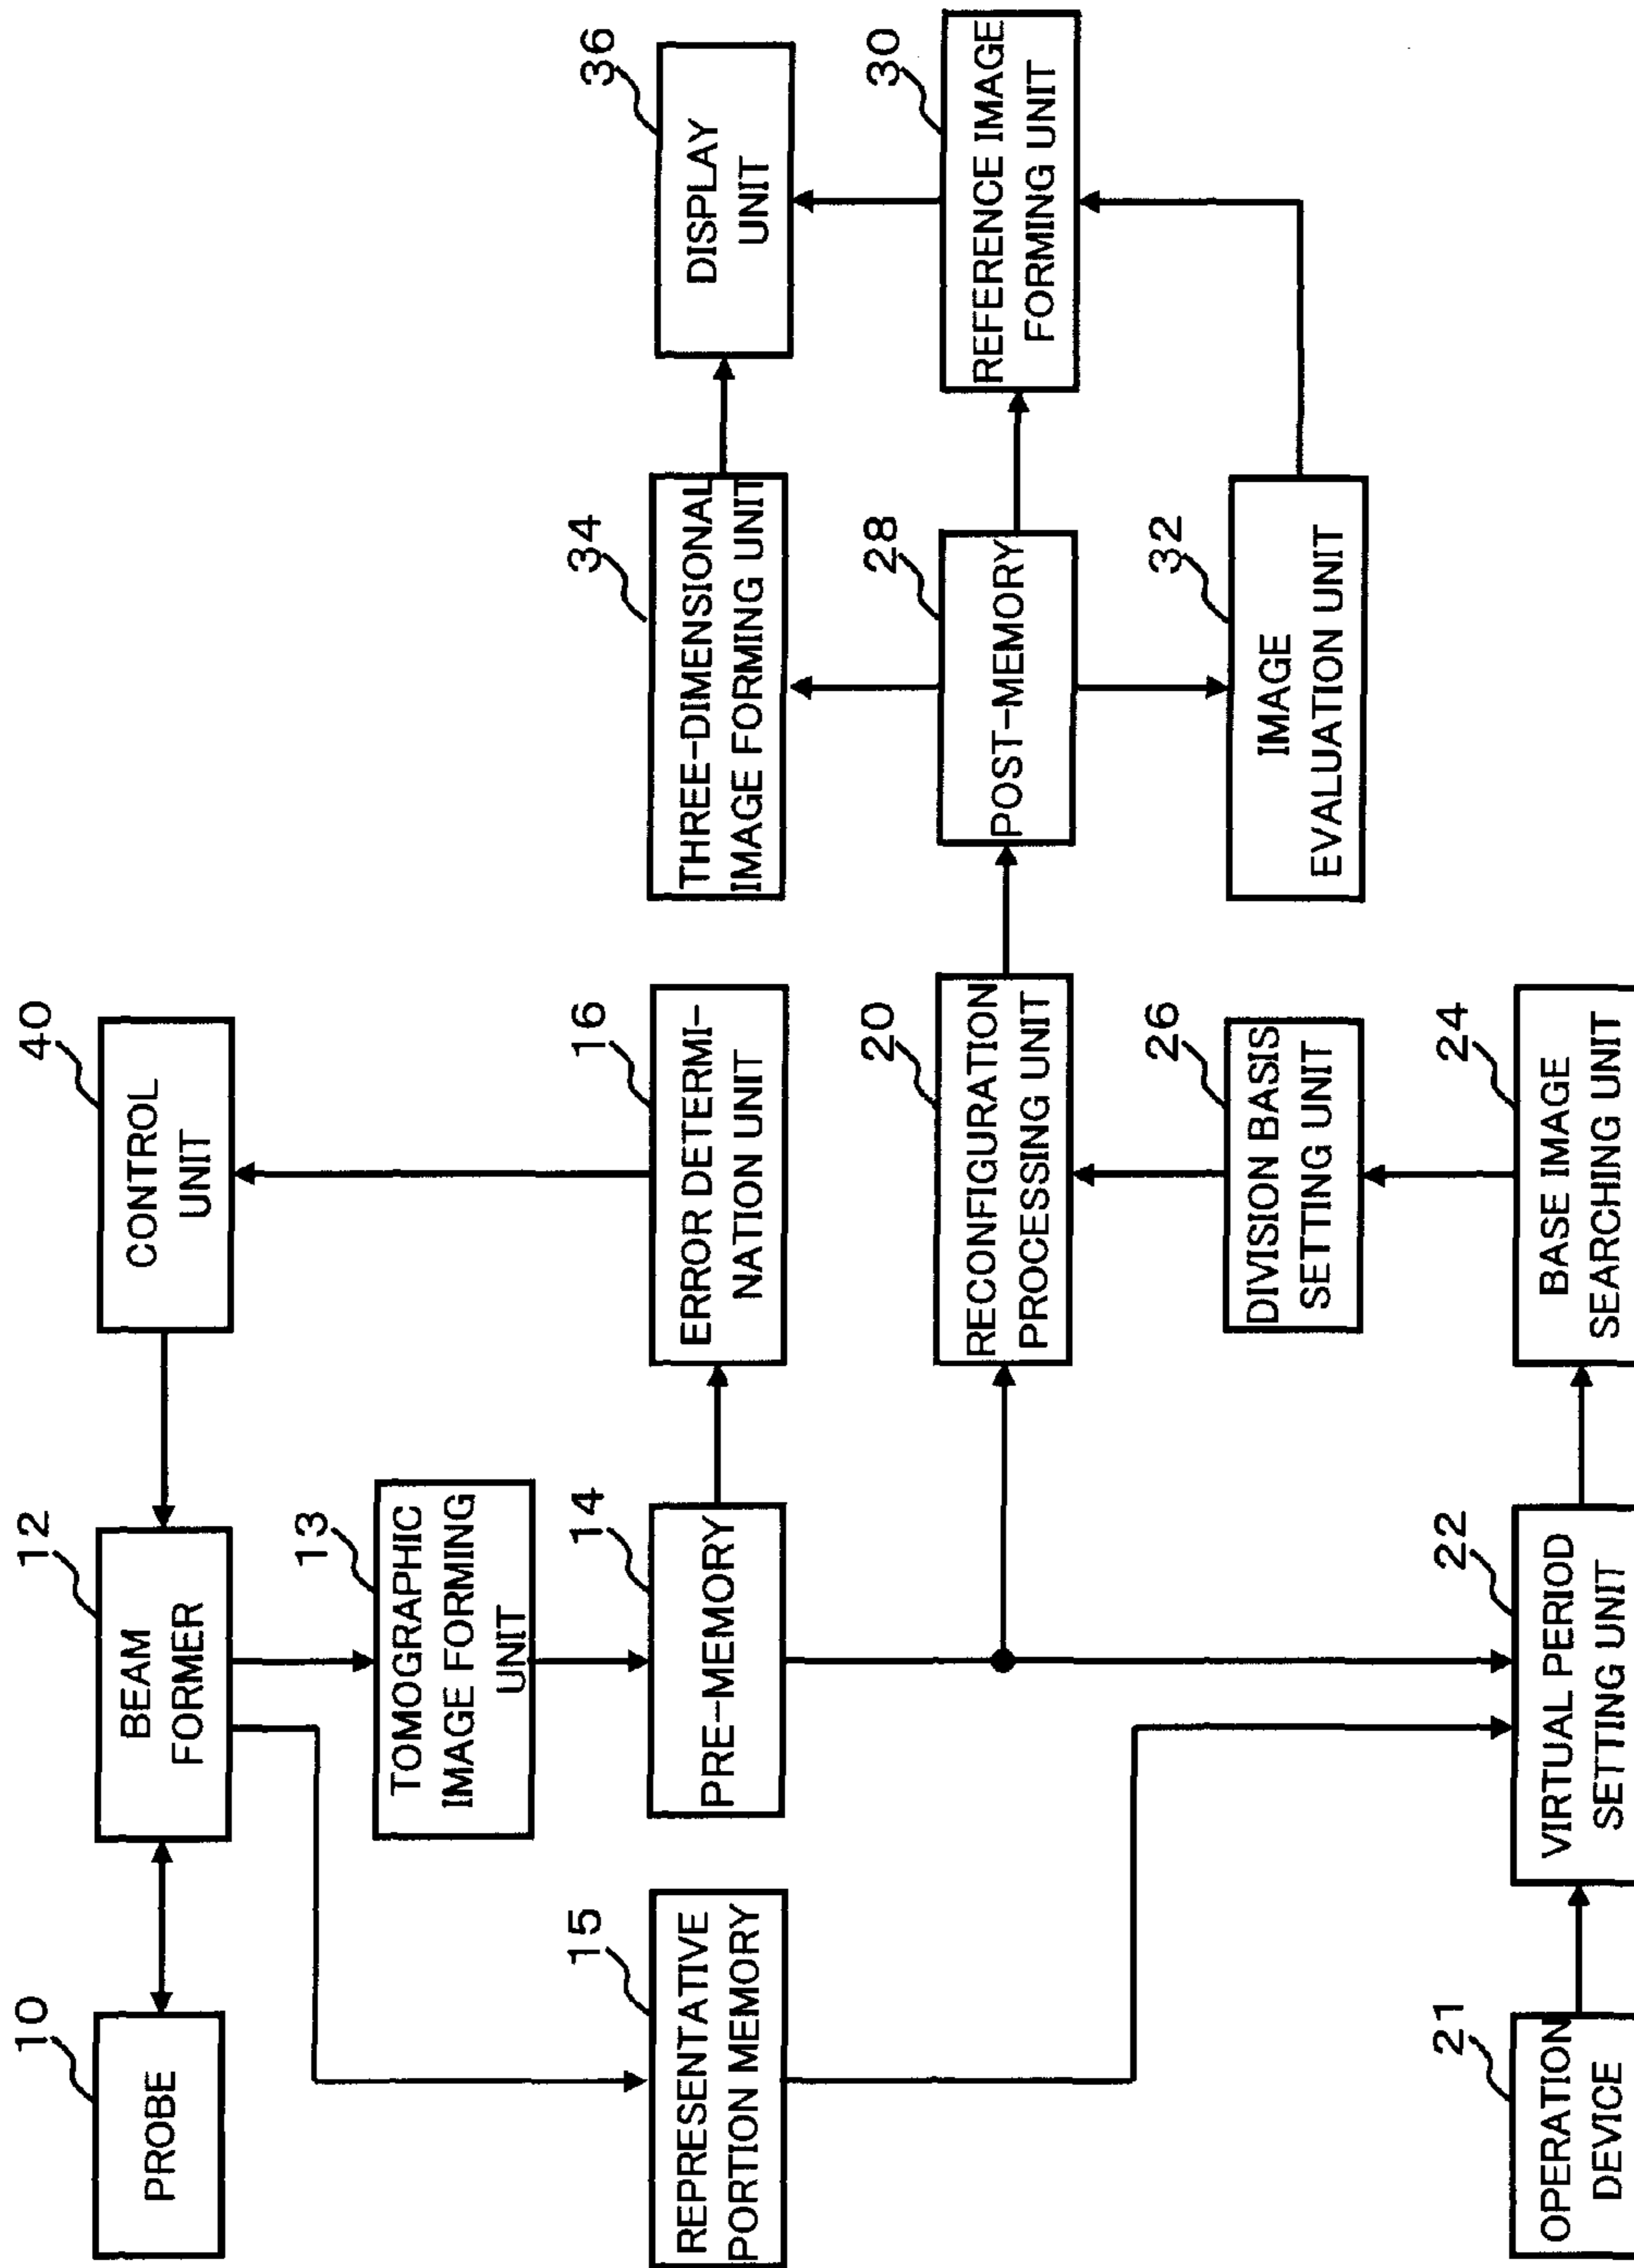 10
PROBE
12
BEAM
FORMER
40
CONTROL
UNIT
13
TOMOGRAPHIC
IMAGE FORMING
UNIT
15
REPRESENTATIVE
PORTION MEMORY
14
PRE-MEMORY
16
ERROR DETERMI-
NATION UNIT
34
THREE-DIMENSIONAL
IMAGE FORMING UNIT
36
DISPLAY
UNIT
20
RECONFIGURATION
PROCESSING UNIT
28
POST-MEMORY
30
REFERENCE IMAGE
FORMING UNIT
26
DIVISION BASIS
SETTING UNIT
32
IMAGE
EVALUATION UNIT
21
OPERATION
DEVICE
22
VIRTUAL PERIOD
SETTING UNIT
24
BASE IMAGE
SEARCHING UNIT